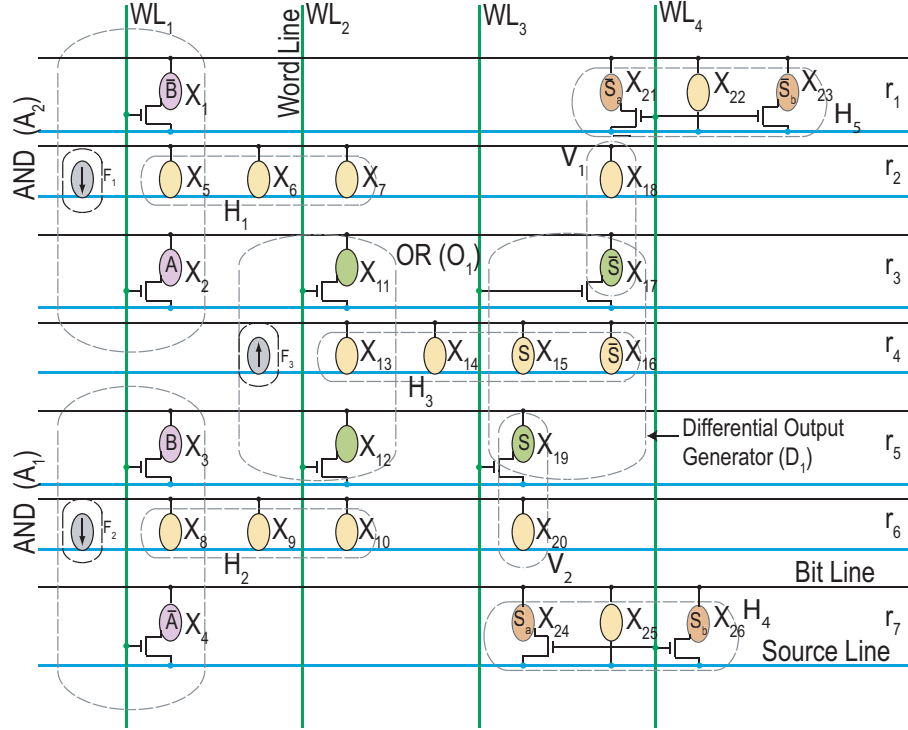 WL₁ WL₂ WL₃ WL₄
Word Line
B̄ X₁ S̄ₐ X₂₁ X₂₂ S̄_b X₂₃ r₁
H₅
AND (A₂)
F₁ X₅ X₆ X₇ V₁ X₁₈ r₂
H₁
OR (O₁)
A X₂ X₁₁ S̄ X₁₇ r₃
F₃ X₁₃ X₁₄ S X₁₅ S̄ X₁₆ r₄
H₃
B X₃ X₁₂ S X₁₉ r₅
Differential Output
Generator (D₁)
AND (A₁)
F₂ X₈ X₉ X₁₀ X₂₀ r₆
H₂ V₂
Bit Line
Ā X₄ Sₐ X₂₄ X₂₅ S_b X₂₆ H₄ r₇
Source Line